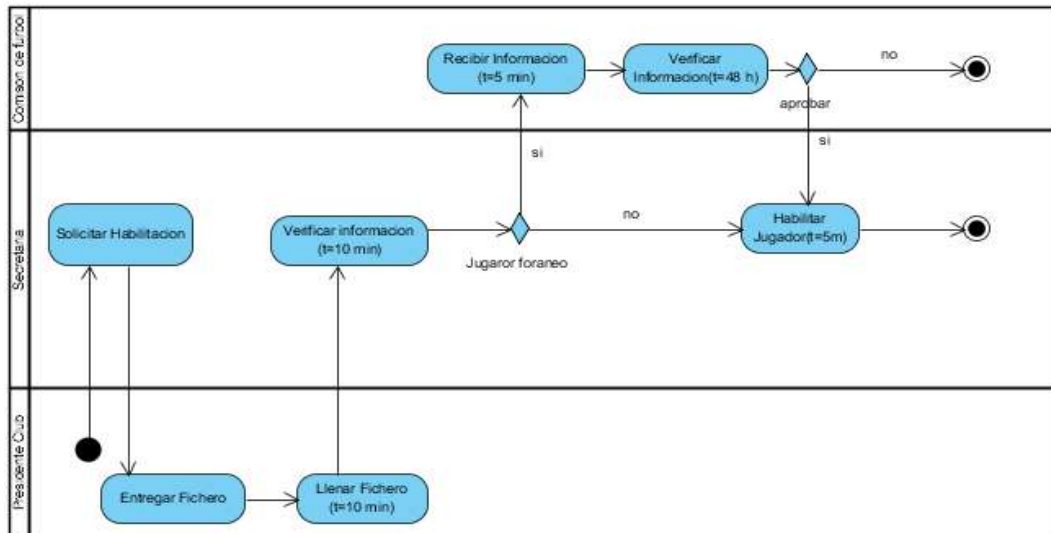 Comision de futbol
Recibir Informacion
(t=5 min)
Verificar
Informacion(t=48 h)
no
aprobar
si
si
Secretaria
Solicitar Habilitacion
Verificar informacion
(t=10 min)
no
Jugaror foraneo
Habilitar
Jugador(t=5m)
Presidente Club
Entregar Fichero
Llenar Fichero
(t=10 min)